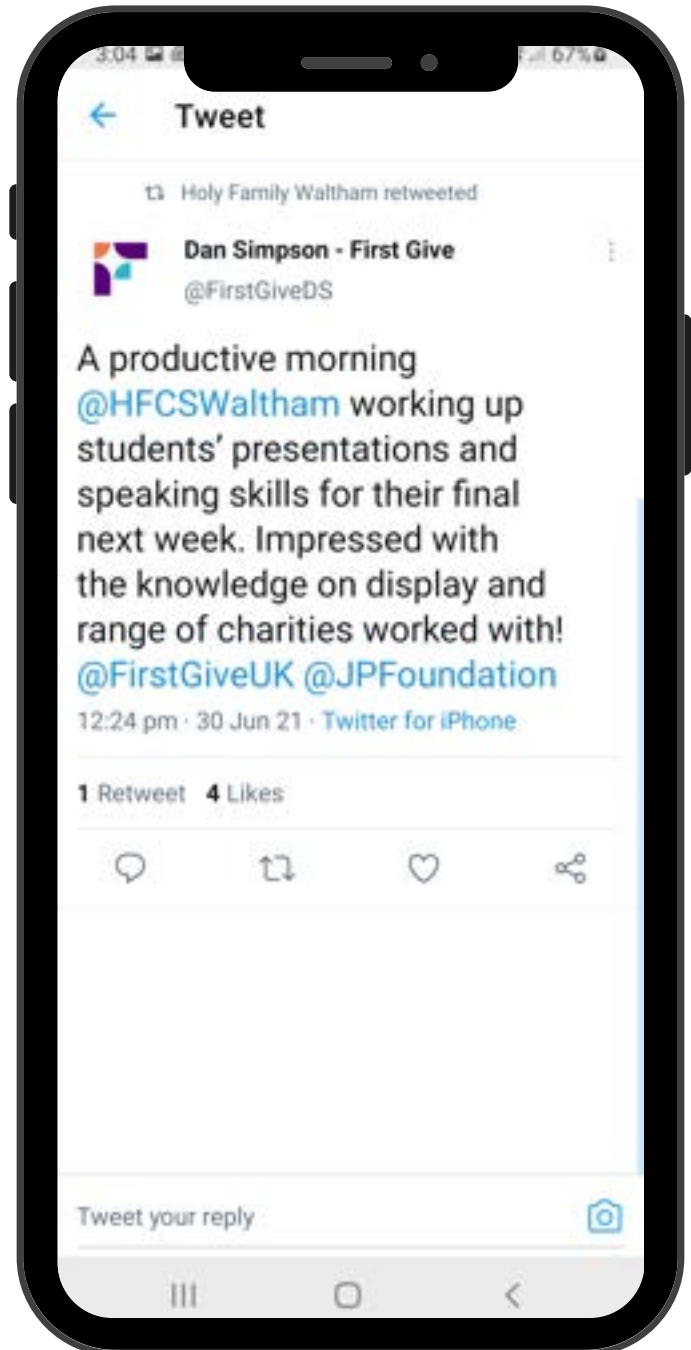 3:04 67%
Tweet
Holy Family Waltham retweeted
Dan Simpson - First Give
@FirstGiveDS
A productive morning
@HFCSWaltham working up
students’ presentations and
speaking skills for their final
next week. Impressed with
the knowledge on display and
range of charities worked with!
@FirstGiveUK @JPFoundation
12:24 pm · 30 Jun 21 · Twitter for iPhone
1 Retweet 4 Likes
Tweet your reply